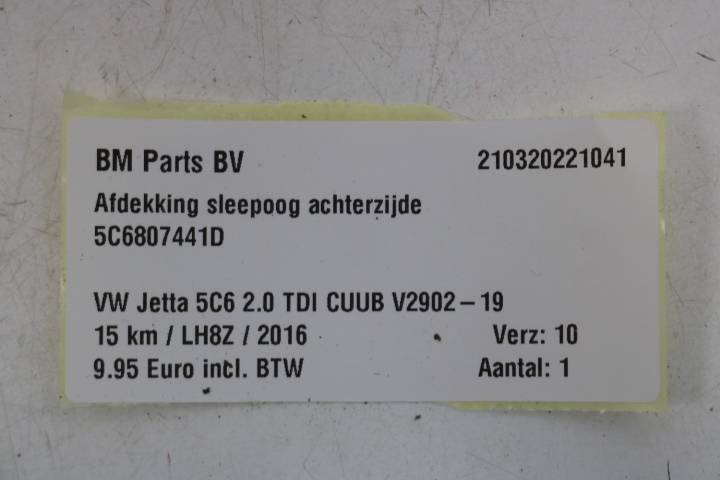 BM Parts BV 210320221041
Afdekking sleepoog achterzijde
5C6807441D
VW Jetta 5C6 2.0 TDI CUUB V2902-19
15 km / LH8Z / 2016 Verz: 10
9.95 Euro incl. BTW Aantal: 1